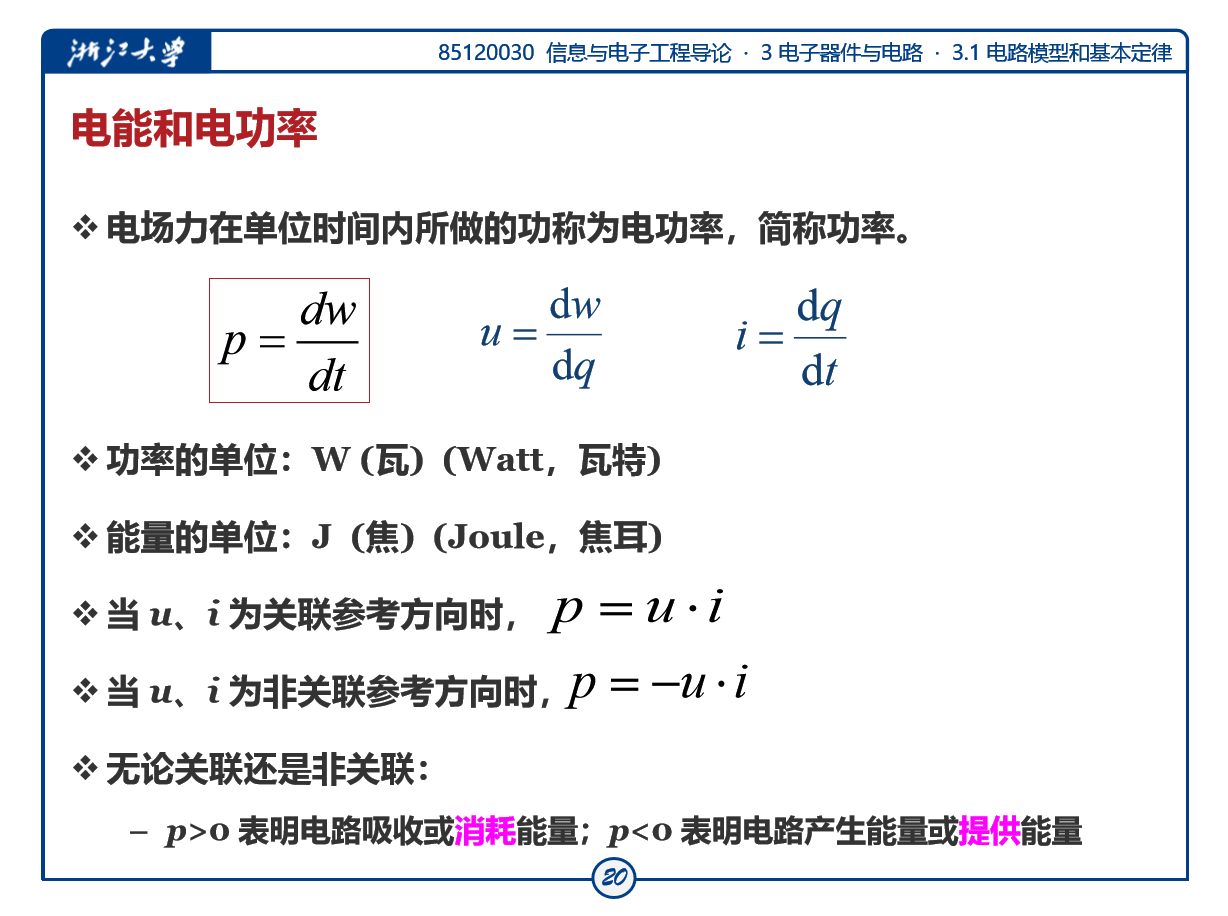 浙江大学
85120030 信息与电子工程导论 · 3 电子器件与电路 · 3.1 电路模型和基本定律
电能和电功率
❖ 电场力在单位时间内所做的功称为电功率，简称功率。
p = dw/dt  u = dw/dq  i = dq/dt
❖ 功率的单位：W (瓦) (Watt，瓦特)
❖ 能量的单位：J (焦) (Joule，焦耳)
❖ 当 u、i 为关联参考方向时， p = u · i
❖ 当 u、i 为非关联参考方向时， p = −u · i
❖ 无论关联还是非关联：
– p>0 表明电路吸收或消耗能量；p<0 表明电路产生能量或提供能量
20